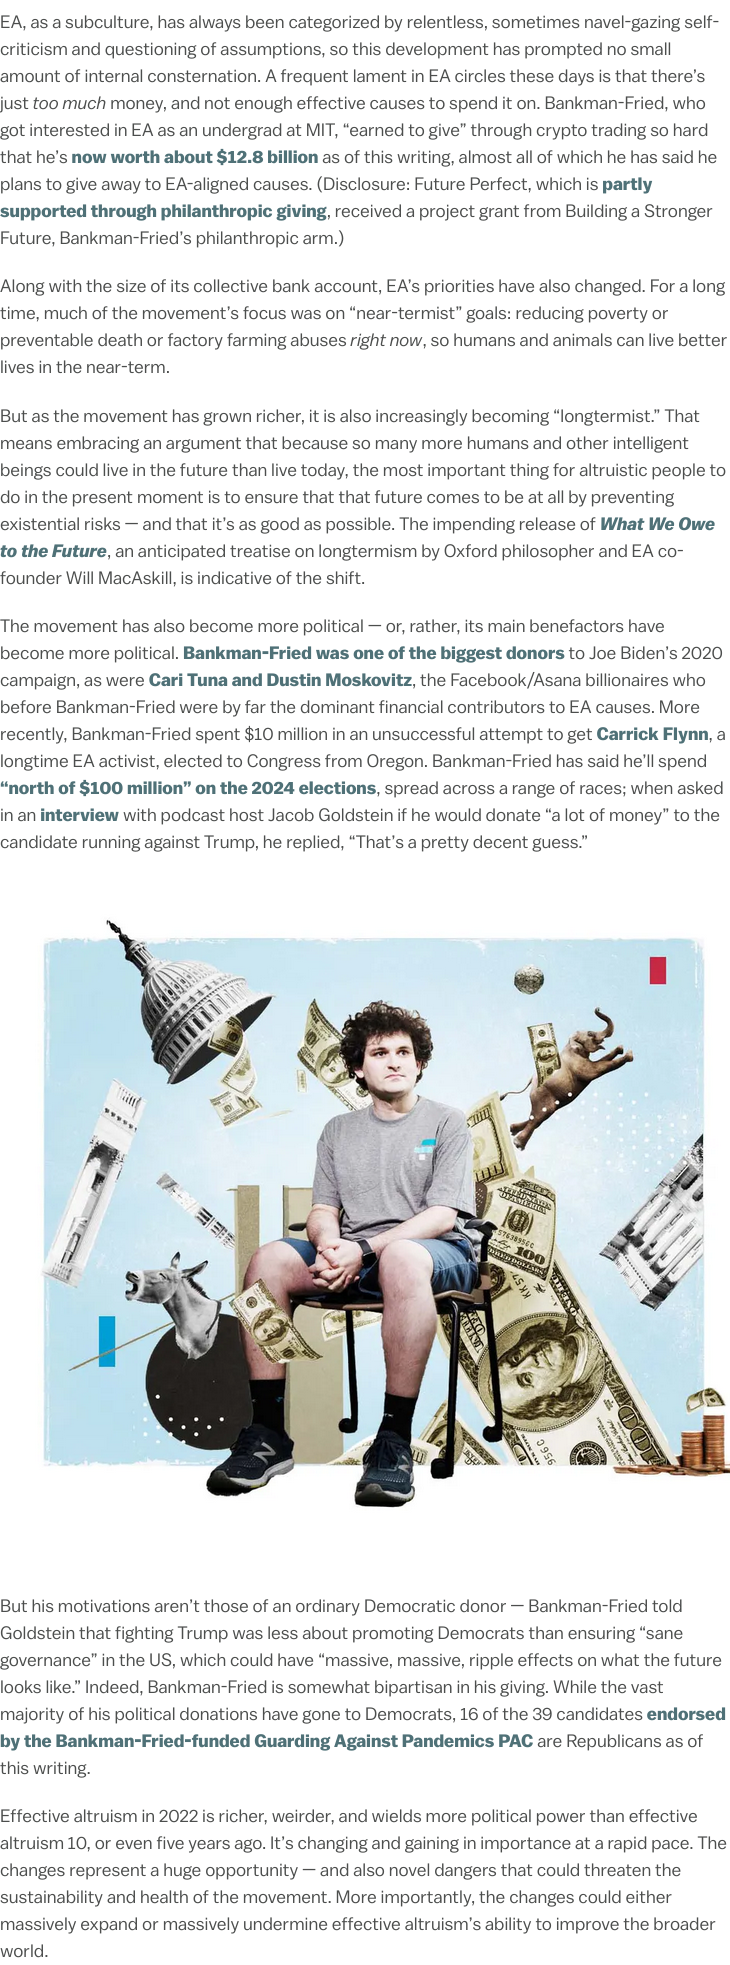 EA, as a subculture, has always been categorized by relentless, sometimes navel-gazing self-
criticism and questioning of assumptions, so this development has prompted no small
amount of internal consternation. A frequent lament in EA circles these days is that there’s
just too much money, and not enough effective causes to spend it on. Bankman-Fried, who
got interested in EA as an undergrad at MIT, “earned to give” through crypto trading so hard
that he’s now worth about $12.8 billion as of this writing, almost all of which he has said he
plans to give away to EA-aligned causes. (Disclosure: Future Perfect, which is partly
supported through philanthropic giving, received a project grant from Building a Stronger
Future, Bankman-Fried’s philanthropic arm.)
Along with the size of its collective bank account, EA’s priorities have also changed. For a long
time, much of the movement’s focus was on “near-termist” goals: reducing poverty or
preventable death or factory farming abuses right now, so humans and animals can live better
lives in the near-term.
But as the movement has grown richer, it is also increasingly becoming “longtermist.” That
means embracing an argument that because so many more humans and other intelligent
beings could live in the future than live today, the most important thing for altruistic people to
do in the present moment is to ensure that that future comes to be at all by preventing
existential risks — and that it’s as good as possible. The impending release of What We Owe
to the Future, an anticipated treatise on longtermism by Oxford philosopher and EA co-
founder Will MacAskill, is indicative of the shift.
The movement has also become more political — or, rather, its main benefactors have
become more political. Bankman-Fried was one of the biggest donors to Joe Biden’s 2020
campaign, as were Cari Tuna and Dustin Moskovitz, the Facebook/Asana billionaires who
before Bankman-Fried were by far the dominant financial contributors to EA causes. More
recently, Bankman-Fried spent $10 million in an unsuccessful attempt to get Carrick Flynn, a
longtime EA activist, elected to Congress from Oregon. Bankman-Fried has said he’ll spend
“north of $100 million” on the 2024 elections, spread across a range of races; when asked
in an interview with podcast host Jacob Goldstein if he would donate “a lot of money” to the
candidate running against Trump, he replied, “That’s a pretty decent guess.”
100
But his motivations aren’t those of an ordinary Democratic donor — Bankman-Fried told
Goldstein that fighting Trump was less about promoting Democrats than ensuring “sane
governance” in the US, which could have “massive, massive, ripple effects on what the future
looks like.” Indeed, Bankman-Fried is somewhat bipartisan in his giving. While the vast
majority of his political donations have gone to Democrats, 16 of the 39 candidates endorsed
by the Bankman-Fried-funded Guarding Against Pandemics PAC are Republicans as of
this writing.
Effective altruism in 2022 is richer, weirder, and wields more political power than effective
altruism 10, or even five years ago. It’s changing and gaining in importance at a rapid pace. The
changes represent a huge opportunity — and also novel dangers that could threaten the
sustainability and health of the movement. More importantly, the changes could either
massively expand or massively undermine effective altruism’s ability to improve the broader
world.